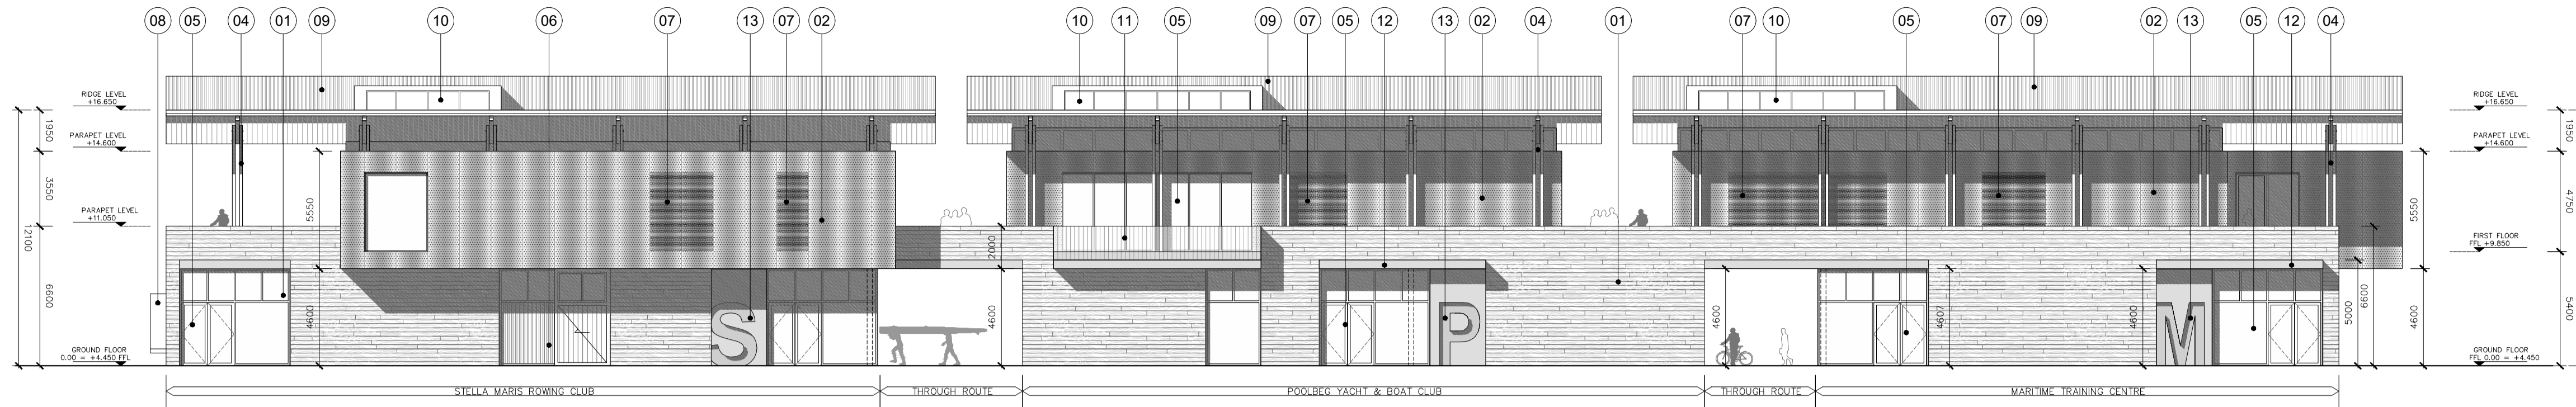 08 05 04 01 09 10 06 07 13 07 02 10 11 05 09 07 05 12 13 02 04 01 07 10 05 07 09 02 13 05 12 04
RIDGE LEVEL
+16.650
PARAPET LEVEL
+14.600
PARAPET LEVEL
+11.050
GROUND FLOOR
0.00 = +4.450 FFL
12100
1950
3550
6600
5550
4600
S
2000
4600
P
4600
4607
4600
M
5000
6600
5550
4600
RIDGE LEVEL
+16.650
PARAPET LEVEL
+14.600
FIRST FLOOR
FFL +9.850
GROUND FLOOR
FFL 0.00 = +4.450
1950
4750
5400
STELLA MARIS ROWING CLUB
THROUGH ROUTE
POOLBEG YACHT & BOAT CLUB
THROUGH ROUTE
MARITIME TRAINING CENTRE